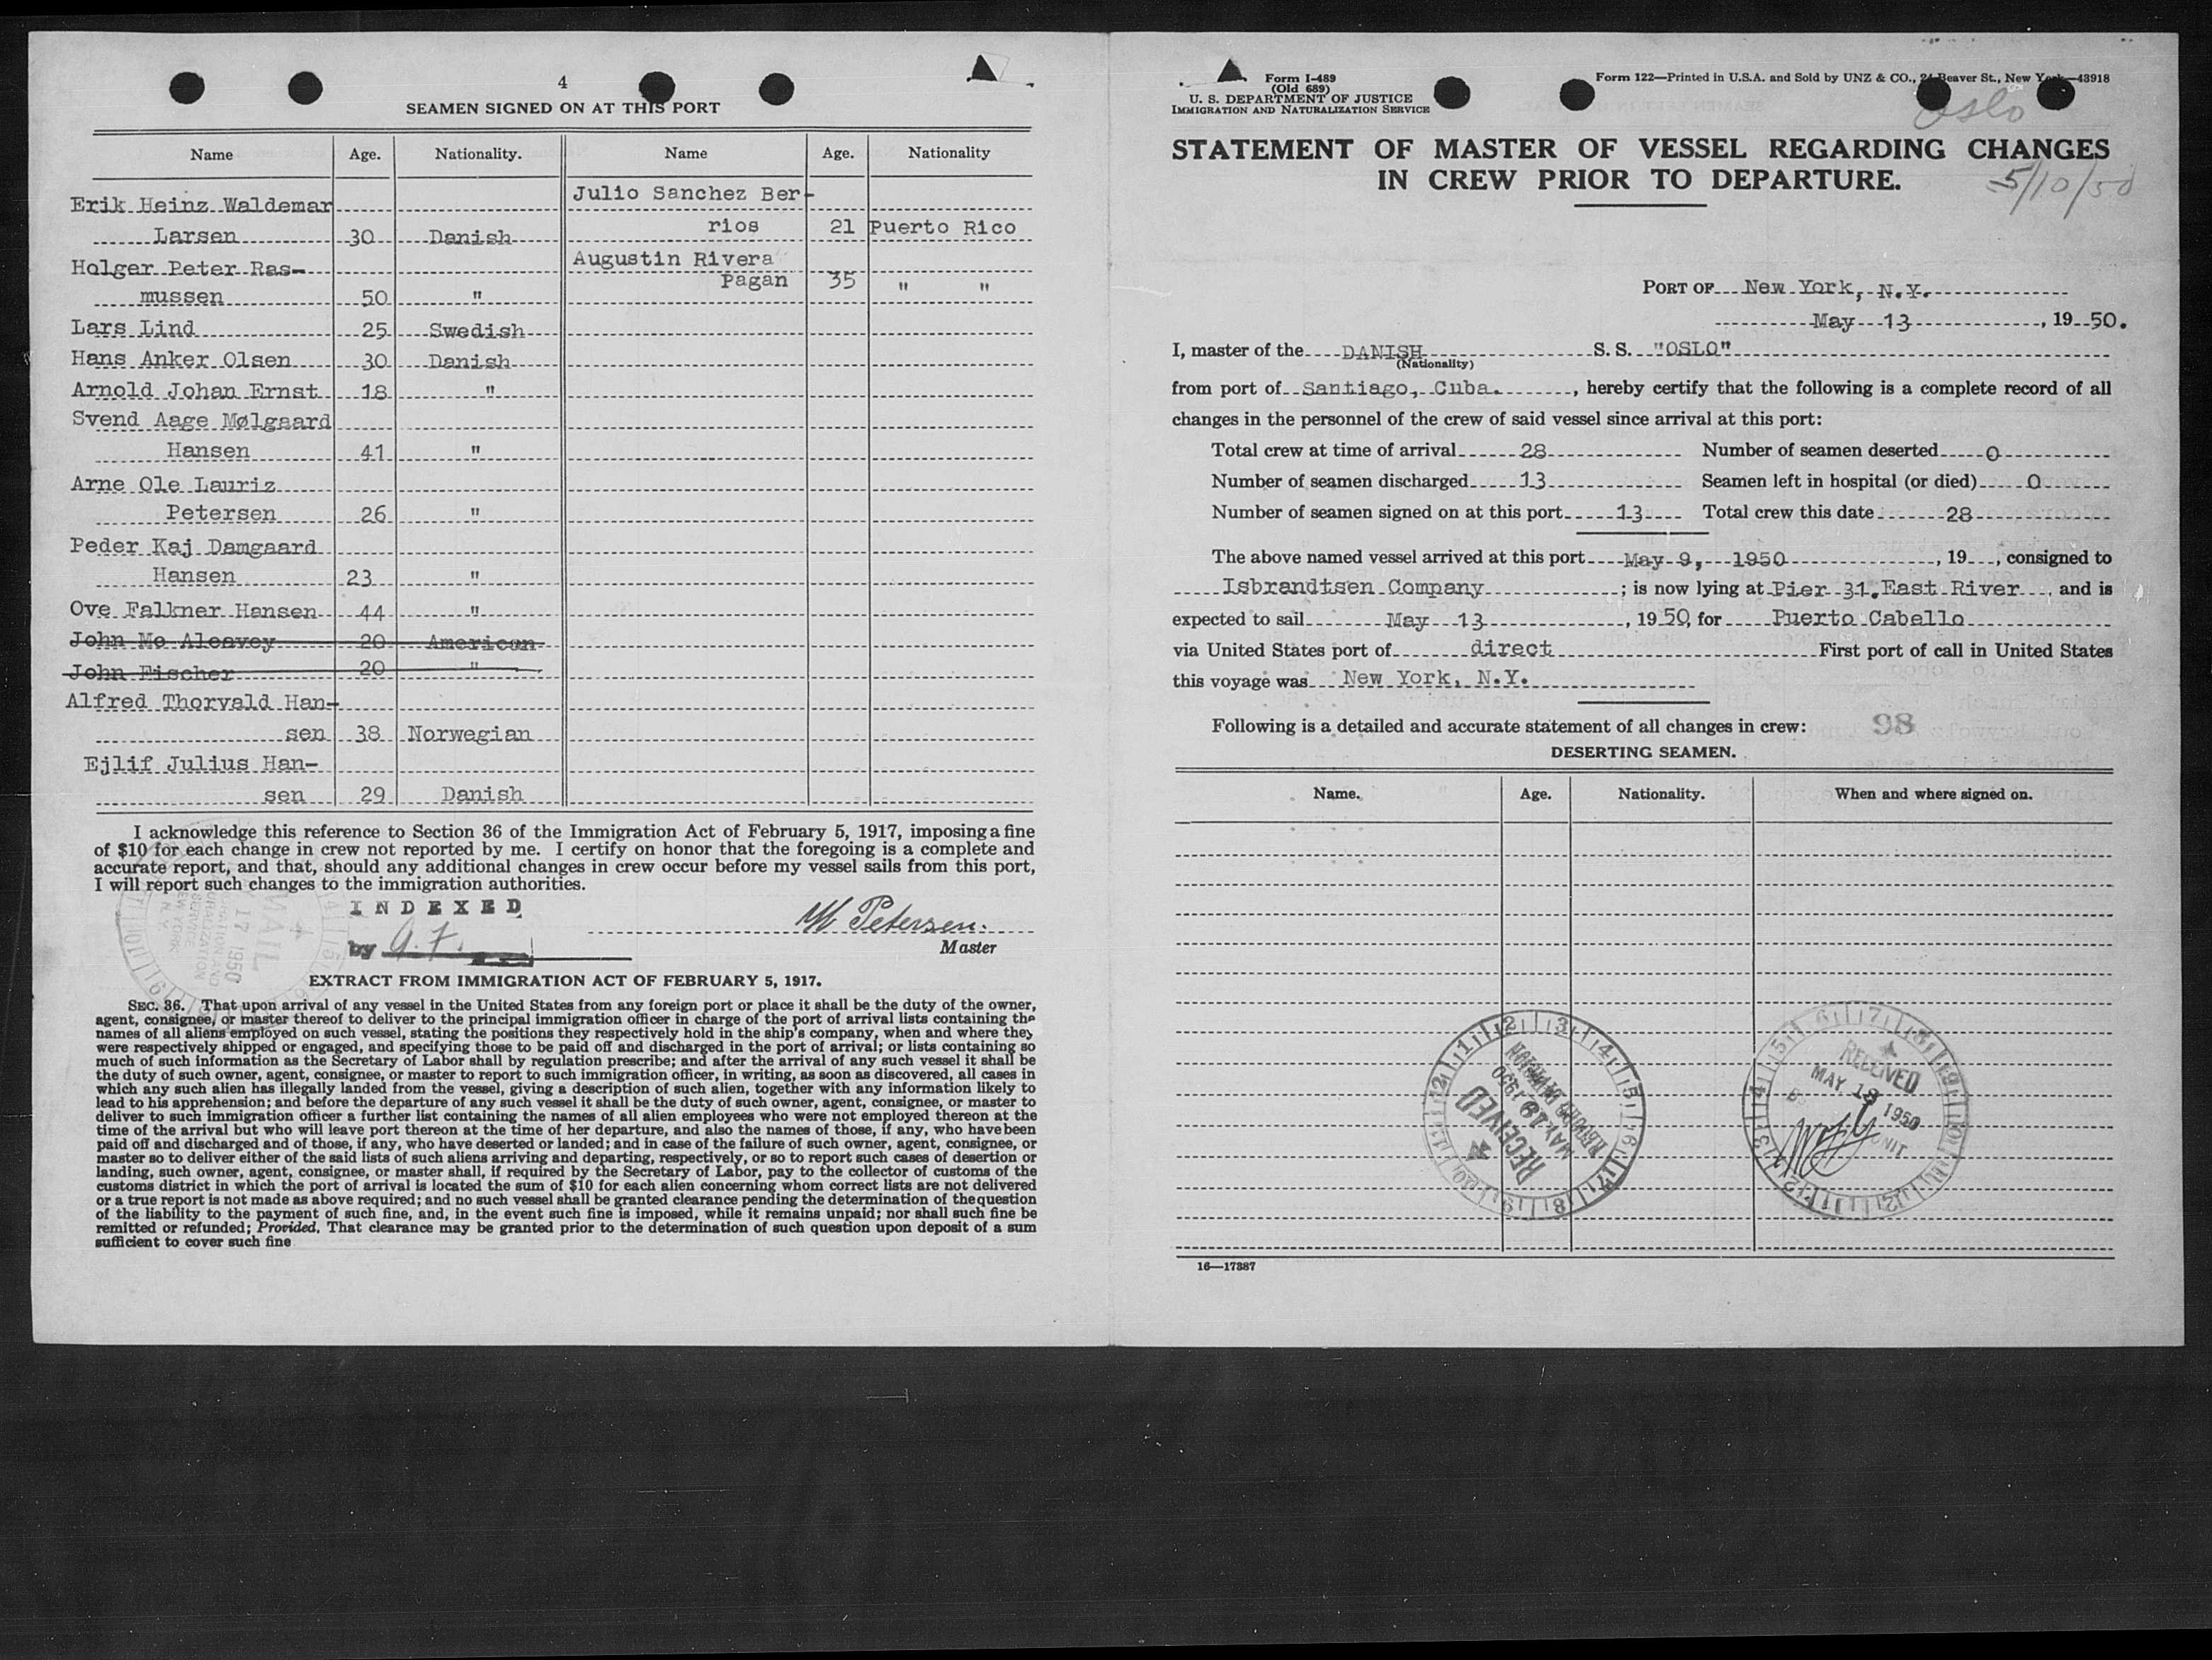 4
SEAMEN SIGNED ON AT THIS PORT
Name Age. Nationality. Name Age. Nationality
Erik Heinz Waldemar
Larsen 30 Danish
Holger Peter Ras-
mussen 50 "
Lars Lind 25 Swedish
Hans Anker Olsen 30 Danish
Arnold Johan Ernst 18 "
Svend Aage Mølgaard
Hansen 41 "
Arne Ole Lauriz
Petersen 26 "
Peder Kaj Damgaard
Hansen 23 "
Ove Falkner Hansen 44 "
John Mc Aleavey 20 American
John Fischer 20 "
Alfred Thorvald Han-
sen 38 Norwegian
Ejlif Julius Han-
sen 29 Danish
Julio Sanchez Ber-
rios 21 Puerto Rico
Augustin Rivera
Pagan 35 " "
I acknowledge this reference to Section 36 of the Immigration Act of February 5, 1917, imposing a fine
of $10 for each change in crew not reported by me. I certify on honor that the foregoing is a complete and
accurate report, and that, should any additional changes in crew occur before my vessel sails from this port,
I will report such changes to the immigration authorities.
INDEXED
by
Petersen.
Master
MAIL
17 1950
EXTRACT FROM IMMIGRATION ACT OF FEBRUARY 5, 1917.
SEC. 36. That upon arrival of any vessel in the United States from any foreign port or place it shall be the duty of the owner,
agent, consignee, or master thereof to deliver to the principal immigration officer in charge of the port of arrival lists containing the
names of all aliens employed on such vessel, stating the positions they respectively hold in the ship's company, when and where they
were respectively shipped or engaged, and specifying those to be paid off and discharged in the port of arrival; or lists containing so
much of such information as the Secretary of Labor shall by regulation prescribe; and after the arrival of any such vessel it shall be
the duty of such owner, agent, consignee, or master to report to such immigration officer, in writing, as soon as discovered, all cases in
which any such alien has illegally landed from the vessel, giving a description of such alien, together with any information likely to
lead to his apprehension; and before the departure of any such vessel it shall be the duty of such owner, agent, consignee, or master to
deliver to such immigration officer a further list containing the names of all alien employees who were not employed thereon at the
time of the arrival but who will leave port thereon at the time of her departure, and also the names of those, if any, who have been
paid off and discharged and of those, if any, who have deserted or landed; and in case of the failure of such owner, agent, consignee, or
master so to deliver either of the said lists of such aliens arriving and departing, respectively, or so to report such cases of desertion or
landing, such owner, agent, consignee, or master shall, if required by the Secretary of Labor, pay to the collector of customs of the
customs district in which the port of arrival is located the sum of $10 for each alien concerning whom correct lists are not delivered
or a true report is not made as above required; and no such vessel shall be granted clearance pending the determination of the question
of the liability to the payment of such fine, and, in the event such fine is imposed, while it remains unpaid; nor shall such fine be
remitted or refunded; Provided, That clearance may be granted prior to the determination of such question upon deposit of a sum
sufficient to cover such fine
Form I-489
(Old 689)
U. S. DEPARTMENT OF JUSTICE
IMMIGRATION AND NATURALIZATION SERVICE
Form 122—Printed in U.S.A. and Sold by UNZ & CO., 24 Beaver St., New York—43918
Oslo
STATEMENT OF MASTER OF VESSEL REGARDING CHANGES
IN CREW PRIOR TO DEPARTURE.
5/10/50
PORT OF New York, N.Y.
May 13, 1950.
I, master of the DANISH S. S. "OSLO"
(Nationality)
from port of Santiago, Cuba., hereby certify that the following is a complete record of all
changes in the personnel of the crew of said vessel since arrival at this port:
Total crew at time of arrival 28 Number of seamen deserted 0
Number of seamen discharged 13 Seamen left in hospital (or died) 0
Number of seamen signed on at this port 13 Total crew this date 28
The above named vessel arrived at this port May 9, 1950, 19, consigned to
Isbrandtsen Company; is now lying at Pier 31, East River, and is
expected to sail May 13, 1950, for Puerto Cabello
via United States port of direct First port of call in United States
this voyage was New York, N.Y.
Following is a detailed and accurate statement of all changes in crew: 98
DESERTING SEAMEN.
Name. Age. Nationality. When and where signed on.
RECEIVED
MAY 19 1950
RECEIVED
MAY 18 1950
UNIT
16—17387